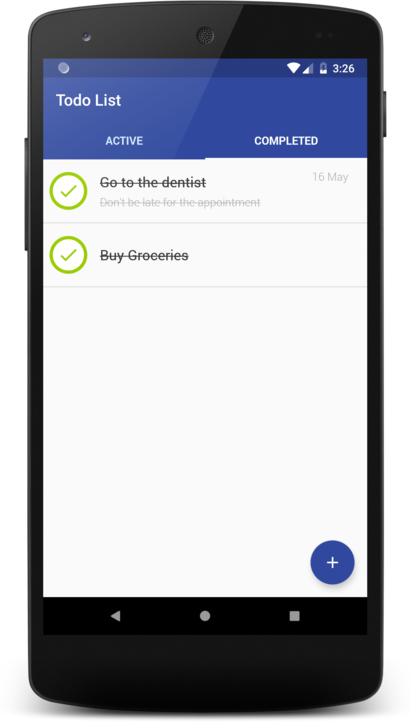 3:26
Todo List
ACTIVE COMPLETED
Go to the dentist 16 May
Don't be late for the appointment
Buy Groceries
+